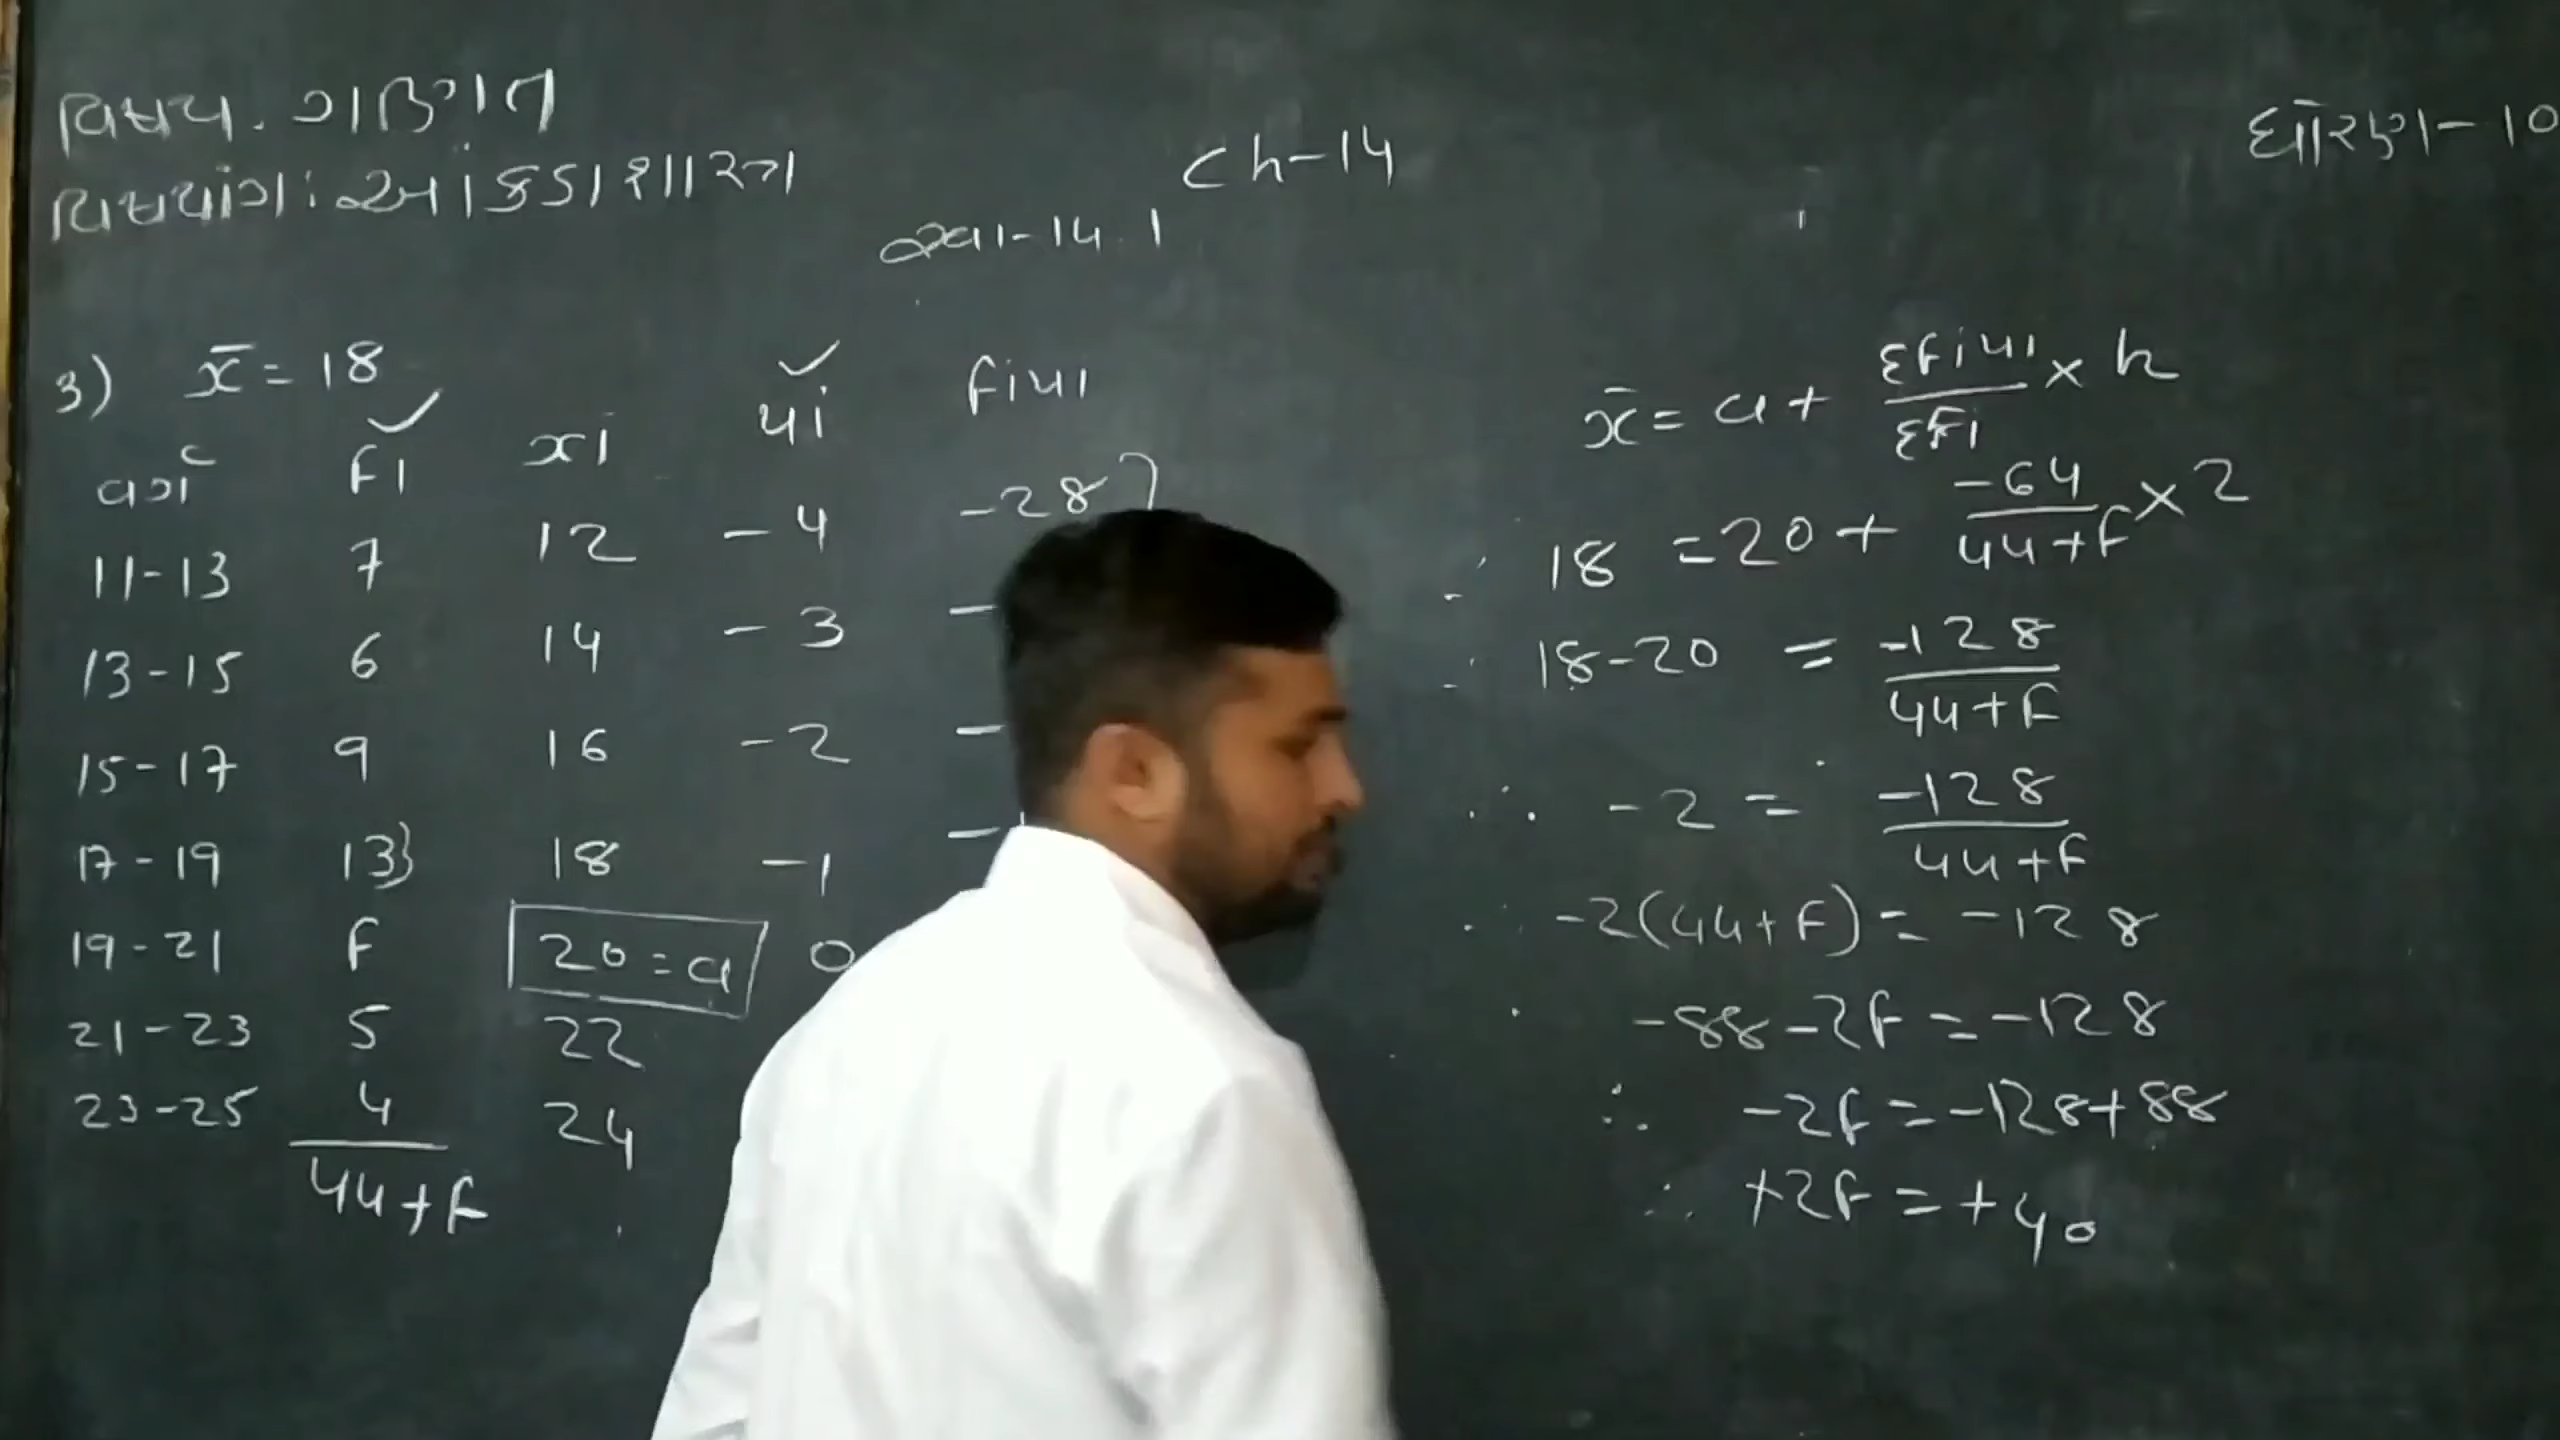 વિષય. ગણિત
વિષયાંગ: આંકડાશાસ્ત્ર
Ch-14
ધોરણ-10
સ્વા-14.1
3) x̄ = 18
વર્ગ fi xi ui fiui
11-13 7 12 -4 -28
13-15 6 14 -3 -
15-17 9 16 -2 -
17-19 13 18 -1 -
19-21 f 20 = a 0
21-23 5 22
23-25 4 24
44+f
x̄ = a + Σfiui/Σfi × h
∴ 18 = 20 + -64/44+f × 2
∴ 18-20 = -128/44+f
∴ -2 = -128/44+f
∴ -2(44+f) = -128
-88-2f = -128
∴ -2f = -128+88
∴ +2f = +40